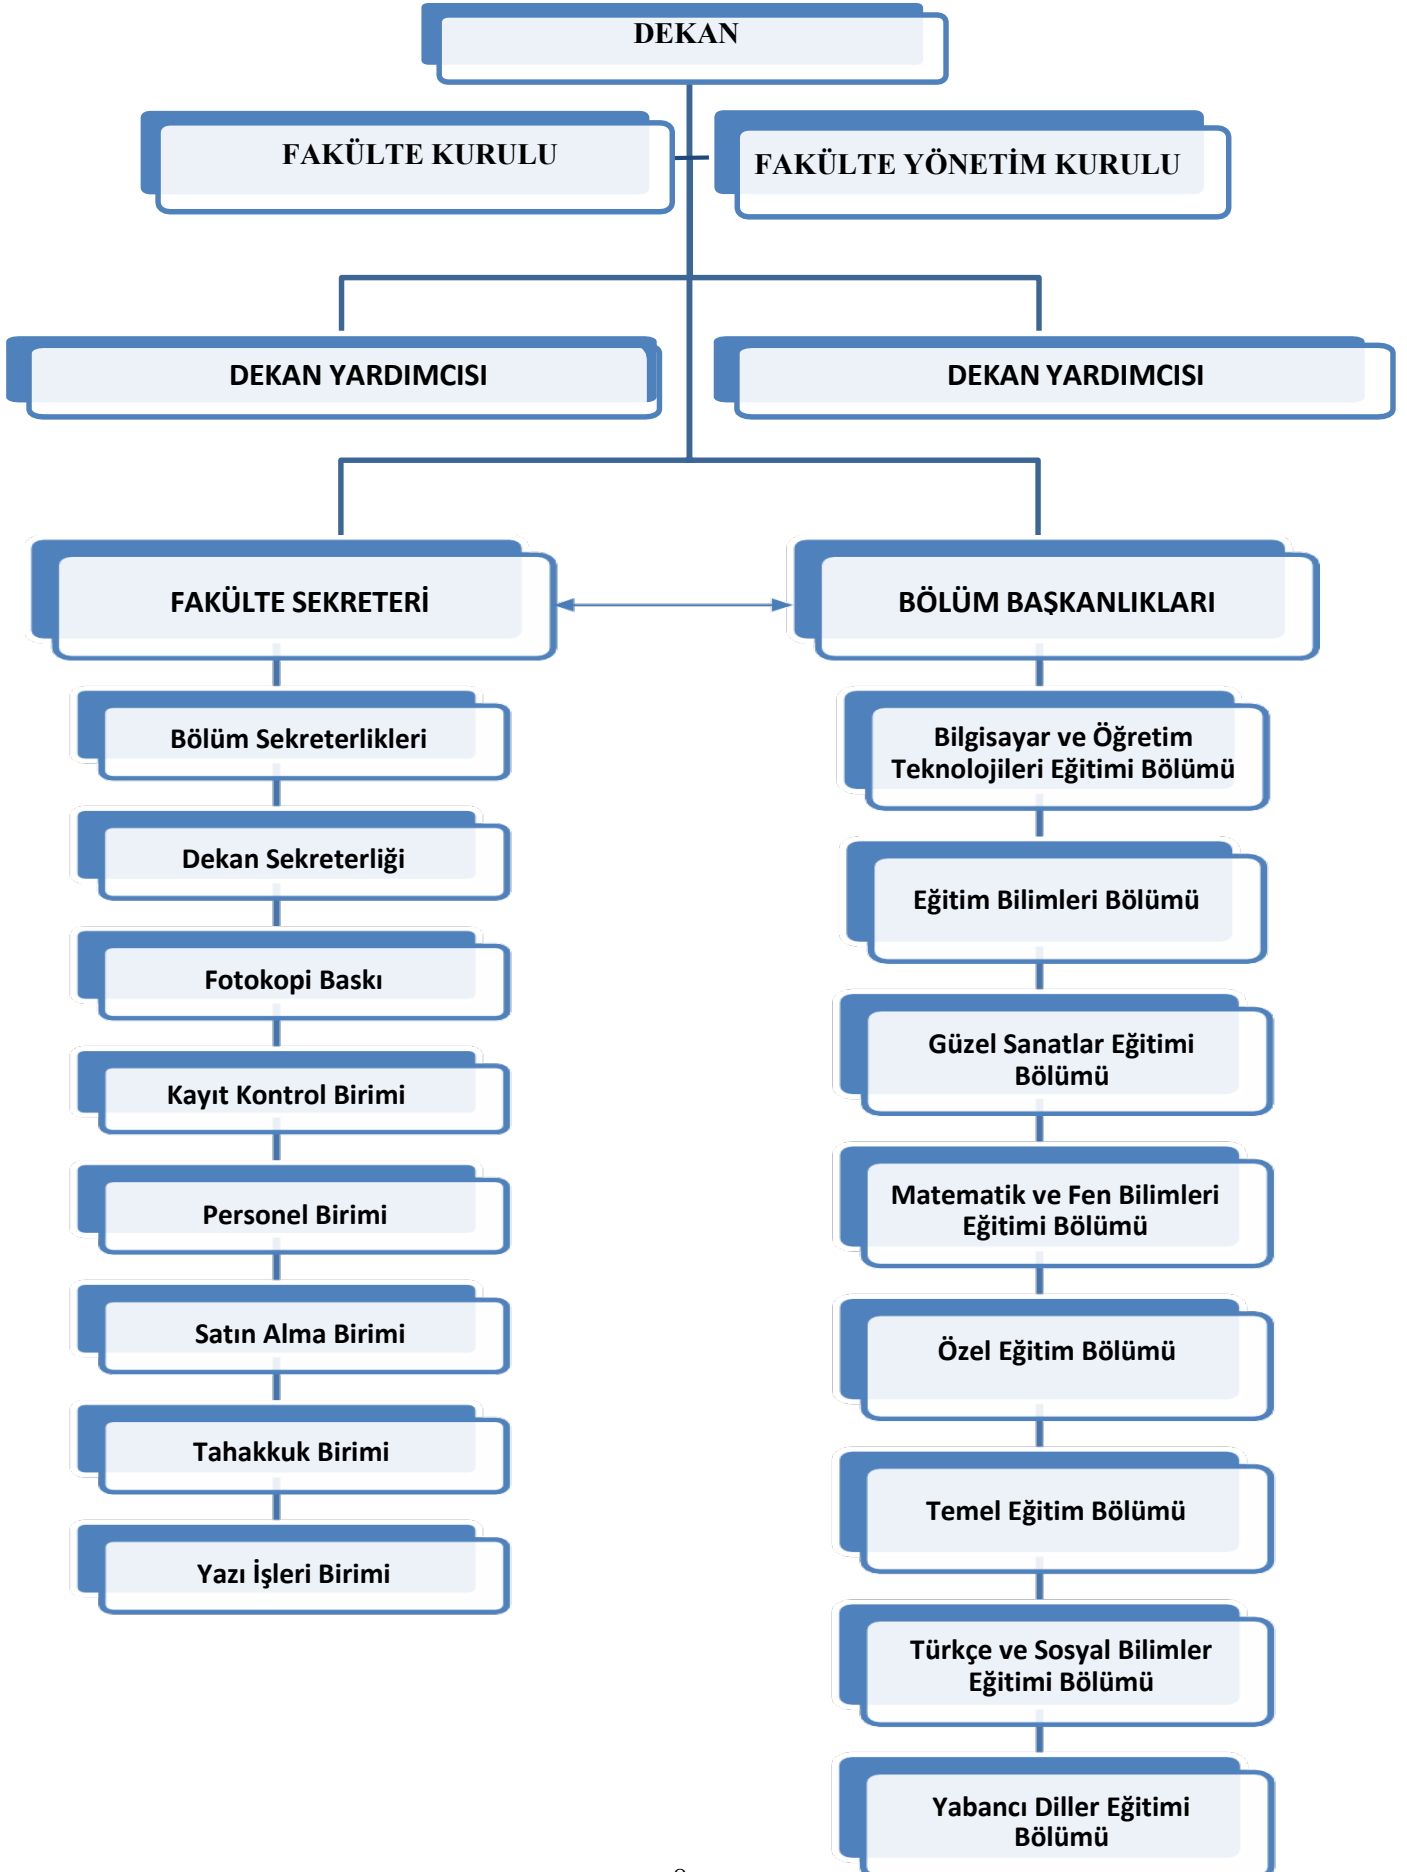 DEKAN
FAKÜLTE KURULU
FAKÜLTE YÖNETİM KURULU
DEKAN YARDIMCISI
DEKAN YARDIMCISI
FAKÜLTE SEKRETERİ
BÖLÜM BAŞKANLIKLARI
Bölüm Sekreterlikleri
Dekan Sekreterliği
Fotokopi Baskı
Kayıt Kontrol Birimi
Personel Birimi
Satın Alma Birimi
Tahakkuk Birimi
Yazı İşleri Birimi
Bilgisayar ve Öğretim
Teknolojileri Eğitimi Bölümü
Eğitim Bilimleri Bölümü
Güzel Sanatlar Eğitimi
Bölümü
Matematik ve Fen Bilimleri
Eğitimi Bölümü
Özel Eğitim Bölümü
Temel Eğitim Bölümü
Türkçe ve Sosyal Bilimler
Eğitimi Bölümü
Yabancı Diller Eğitimi
Bölümü